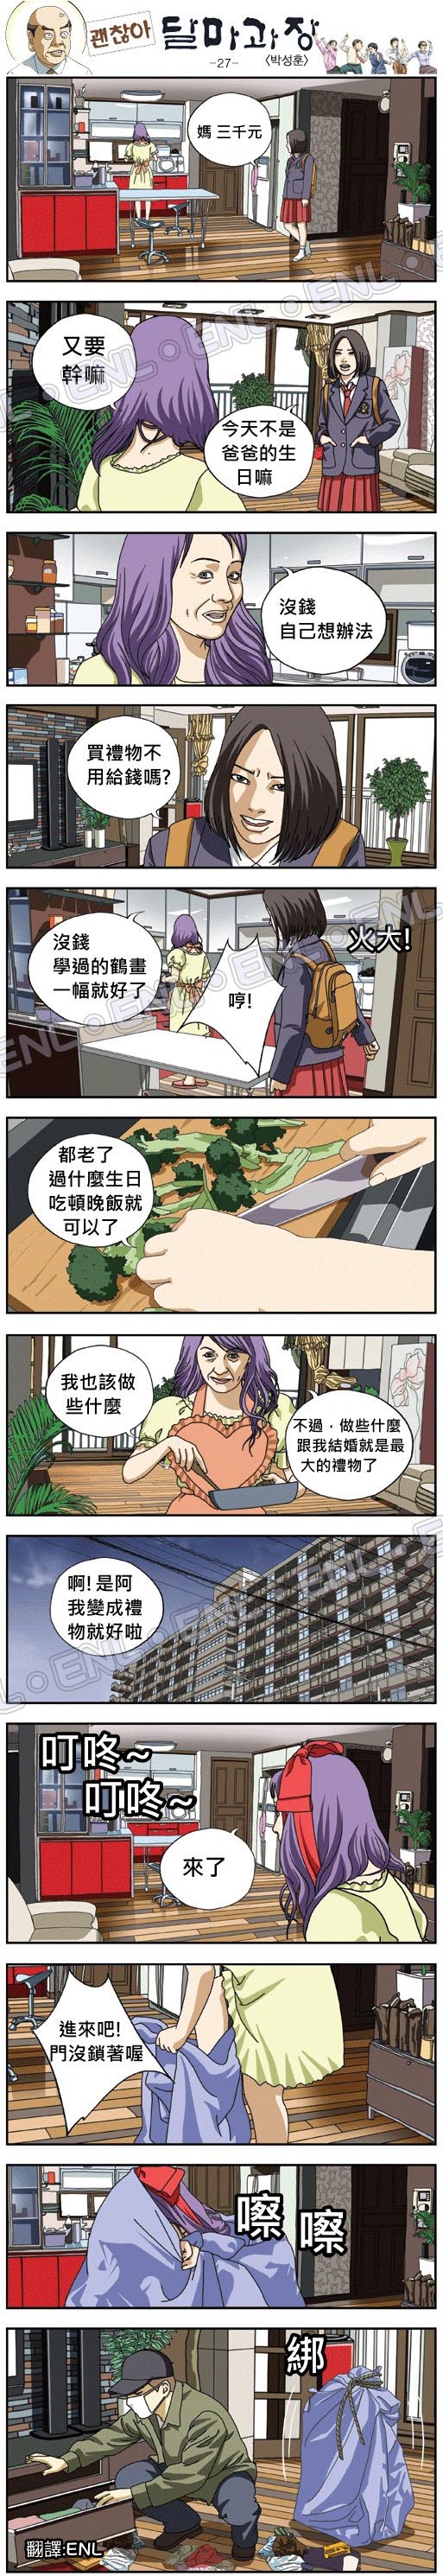 괜찮아 달마과장
-27-
<박성훈>
媽 三千元
又要
幹嘛
今天不是
爸爸的生
日嘛
沒錢
自己想辦法
買禮物不
用給錢嗎?
沒錢
學過的鶴畫
一幅就好了
哼!
火大!
都老了
過什麼生日
吃頓晚飯就
可以了
我也該做
些什麼
不過，做些什麼
跟我結婚就是最
大的禮物了
啊! 是阿
我變成禮
物就好啦
叮咚~
叮咚~
來了
進來吧!
門沒鎖著喔
嚓 嚓
綁
翻譯:ENL